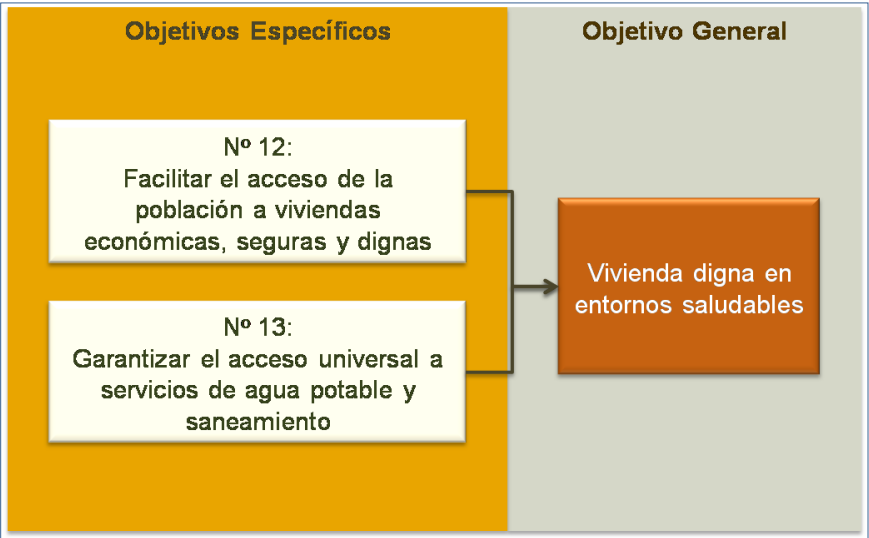 Objetivos Específicos
Objetivo General
Nº 12:
Facilitar el acceso de la
población a viviendas
económicas, seguras y dignas
Nº 13:
Garantizar el acceso universal a
servicios de agua potable y
saneamiento
Vivienda digna en
entornos saludables